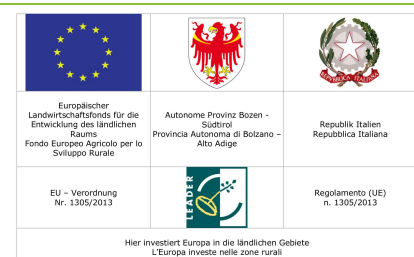 REPUBBLICA ITALIANA
Europäischer
Landwirtschaftsfonds für die
Entwicklung des ländlichen
Raums
Fondo Europeo Agricolo per lo
Sviluppo Rurale
Autonome Provinz Bozen -
Südtirol
Provincia Autonoma di Bolzano –
Alto Adige
Republik Italien
Repubblica Italiana
EU – Verordnung
Nr. 1305/2013
LEADER
Regolamento (UE)
n. 1305/2013
Hier investiert Europa in die ländlichen Gebiete
L'Europa investe nelle zone rurali